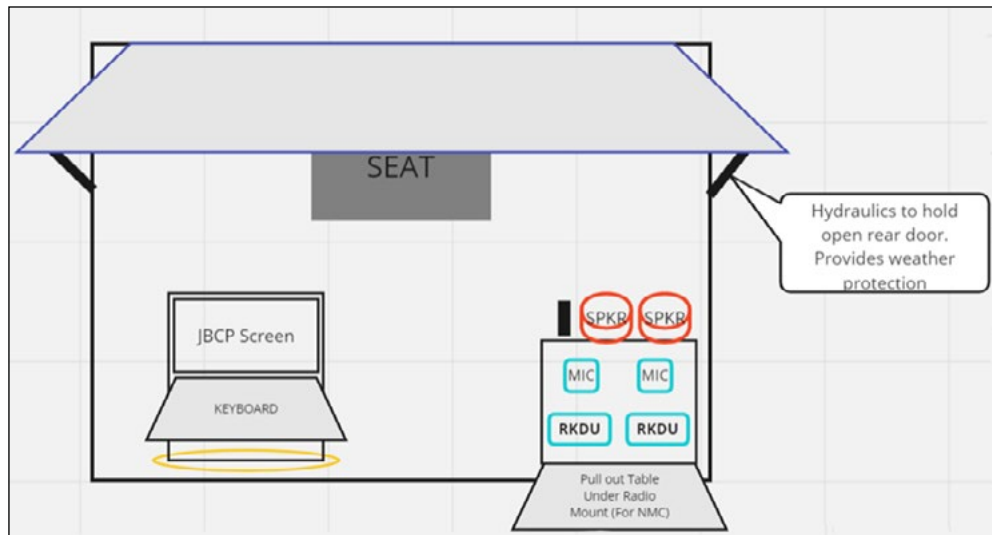 SEAT
Hydraulics to hold
open rear door.
Provides weather
protection
JBCP Screen
KEYBOARD
SPKR SPKR
MIC MIC
RKDU RKDU
Pull out Table
Under Radio
Mount (For NMC)